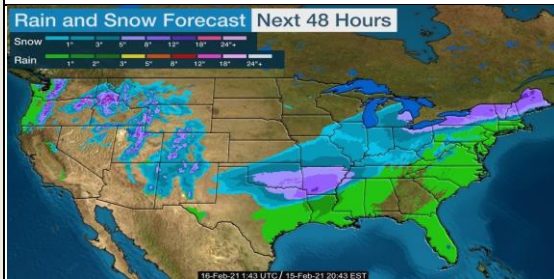 Rain and Snow Forecast Next 48 Hours
Snow 1" 3" 5" 8" 12" 18" 24"+
Rain 1" 2" 3" 5" 8" 12" 18" 24"+
16-Feb-21 1:43 UTC / 15-Feb-21 20:43 EST